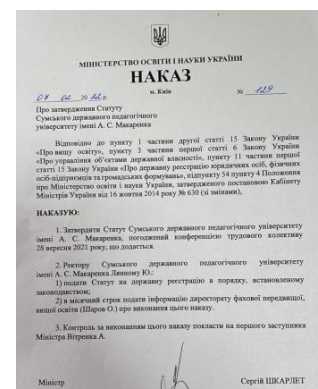 МІНІСТЕРСТВО ОСВІТИ І НАУКИ УКРАЇНИ
НАКАЗ
07 02 2022 р. м. Київ № 129
Про затвердження Статуту
Сумського державного педагогічного
університету імені А. С. Макаренка
Відповідно до пункту 1 частини другої статті 15 Закону України
«Про вищу освіту», пункту 3 частини першої статті 6 Закону України
«Про управління об'єктами державної власності», пункту 11 частини першої
статті 15 Закону України «Про державну реєстрацію юридичних осіб, фізичних
осіб-підприємців та громадських формувань», підпункту 54 пункту 4 Положення
про Міністерство освіти і науки України, затвердженого постановою Кабінету
Міністрів України від 16 жовтня 2014 року № 630 (зі змінами),
НАКАЗУЮ:
1. Затвердити Статут Сумського державного педагогічного університету
імені А. С. Макаренка, погоджений конференцією трудового колективу
28 вересня 2021 року, що додається.
2. Ректору Сумського державного педагогічного університету
імені А. С. Макаренка Лянному Ю.:
1) подати Статут на державну реєстрацію в порядку, встановленому
законодавством;
2) в місячний строк подати інформацію директорату фахової передвищої,
вищої освіти (Шаров О.) про виконання цього наказу.
3. Контроль за виконанням цього наказу покласти на першого заступника
Міністра Вітренка А.
Міністр Сергій ШКАРЛЕТ